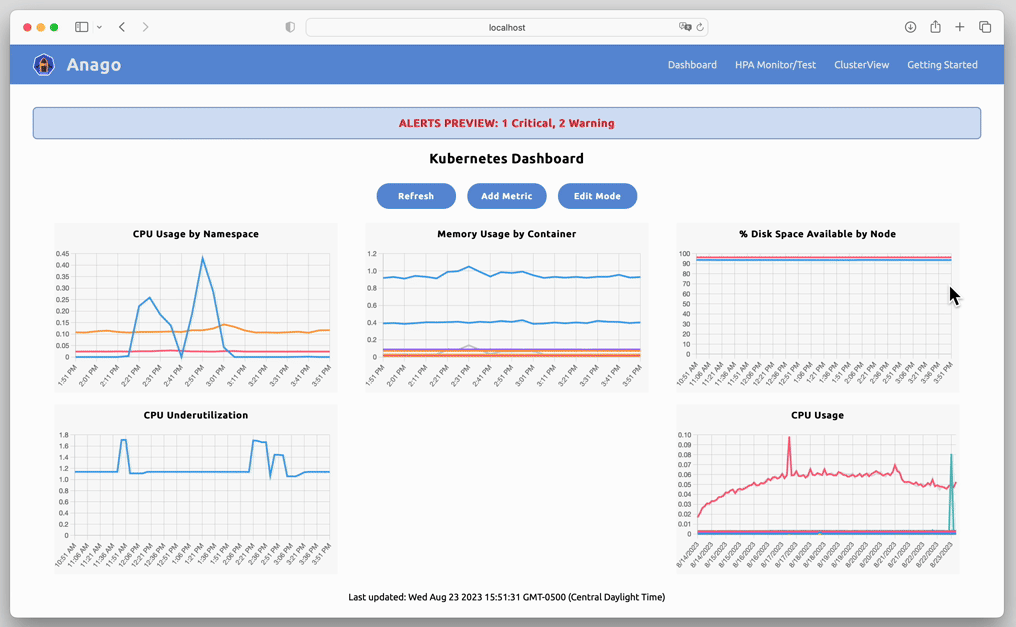 localhost
Anago
Dashboard HPA Monitor/Test ClusterView Getting Started
ALERTS PREVIEW: 1 Critical, 2 Warning
Kubernetes Dashboard
Refresh Add Metric Edit Mode
CPU Usage by Namespace
0.45
0.40
0.35
0.30
0.25
0.20
0.15
0.10
0.05
0
1:51 PM 2:01 PM 2:11 PM 2:21 PM 2:31 PM 2:41 PM 2:51 PM 3:01 PM 3:11 PM 3:21 PM 3:31 PM 3:41 PM 3:51 PM
Memory Usage by Container
1.2
1.0
0.8
0.6
0.4
0.2
0
1:51 PM 2:01 PM 2:11 PM 2:21 PM 2:31 PM 2:41 PM 2:51 PM 3:01 PM 3:11 PM 3:21 PM 3:31 PM 3:41 PM 3:51 PM
% Disk Space Available by Node
100
90
80
70
60
50
40
30
20
10
0
10:51 AM 11:06 AM 11:21 AM 11:36 AM 11:51 AM 12:06 PM 12:21 PM 12:36 PM 12:51 PM 1:06 PM 1:21 PM 1:36 PM 1:51 PM 2:06 PM 2:21 PM 2:36 PM 2:51 PM 3:06 PM 3:21 PM 3:36 PM 3:51 PM
CPU Underutilization
1.8
1.6
1.4
1.2
1.0
0.8
0.6
0.4
0.2
0
10:51 AM 11:06 AM 11:21 AM 11:36 AM 11:51 AM 12:06 PM 12:21 PM 12:36 PM 12:51 PM 1:06 PM 1:21 PM 1:36 PM 1:51 PM 2:06 PM 2:21 PM 2:36 PM 2:51 PM 3:06 PM 3:21 PM 3:36 PM 3:51 PM
CPU Usage
0.10
0.09
0.08
0.07
0.06
0.05
0.04
0.03
0.02
0.01
0
8/14/2023 8/14/2023 8/15/2023 8/15/2023 8/16/2023 8/16/2023 8/17/2023 8/17/2023 8/18/2023 8/18/2023 8/19/2023 8/19/2023 8/20/2023 8/20/2023 8/21/2023 8/21/2023 8/22/2023 8/22/2023 8/23/2023
Last updated: Wed Aug 23 2023 15:51:31 GMT-0500 (Central Daylight Time)